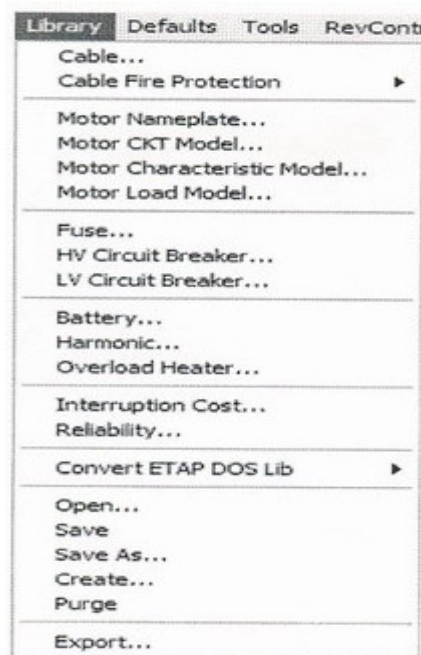 Library Defaults Tools RevCont
Cable...
Cable Fire Protection
Motor Nameplate...
Motor CKT Model...
Motor Characteristic Model...
Motor Load Model...
Fuse...
HV Circuit Breaker...
LV Circuit Breaker...
Battery...
Harmonic...
Overload Heater...
Interruption Cost...
Reliability...
Convert ETAP DOS Lib
Open...
Save
Save As...
Create...
Purge
Export...